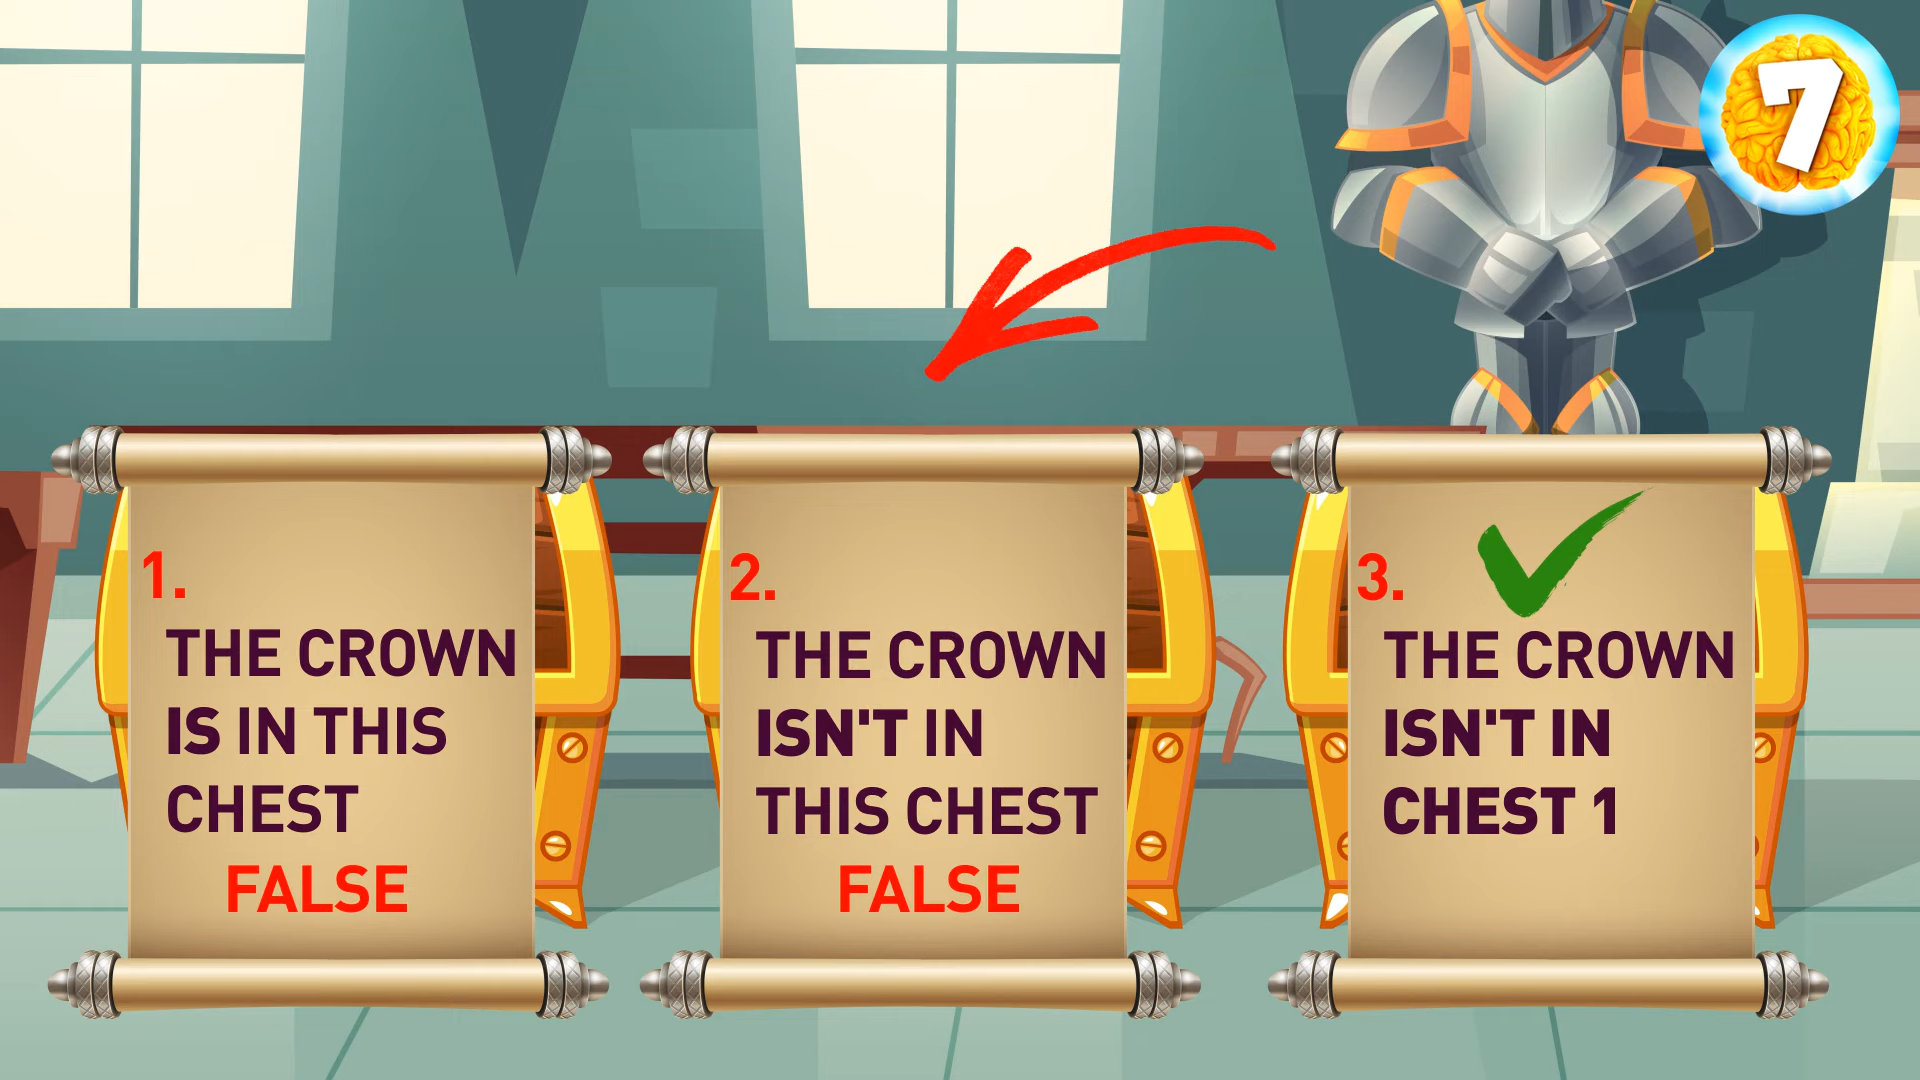 7
1.
THE CROWN
IS IN THIS
CHEST
FALSE
2.
THE CROWN
ISN'T IN
THIS CHEST
FALSE
3.
THE CROWN
ISN'T IN
CHEST 1